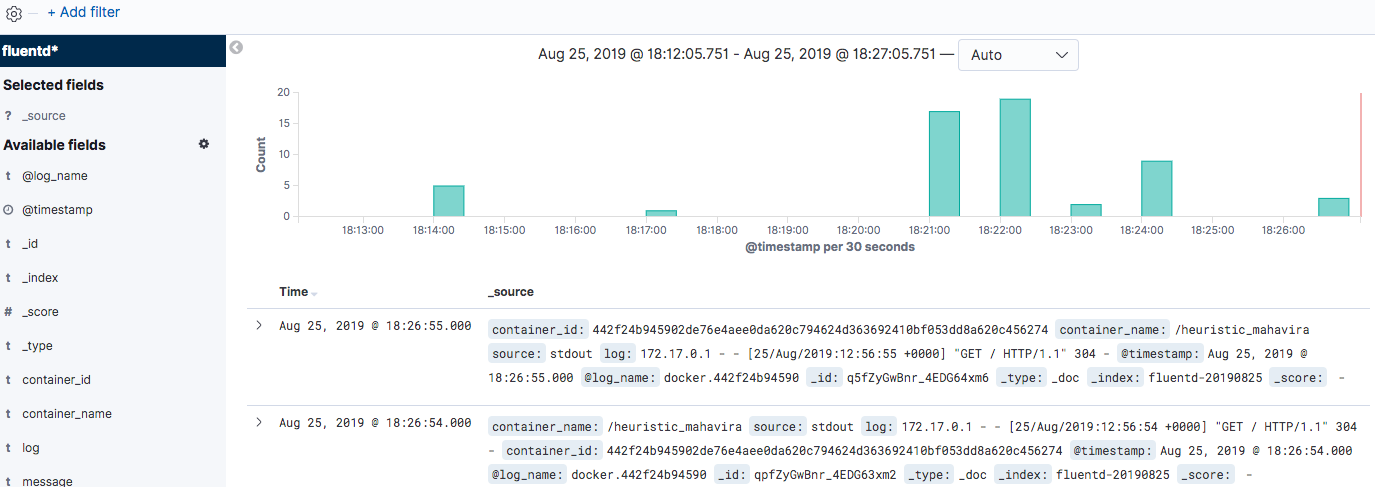 + Add filter
fluentd*
Selected fields
? _source
Available fields
t @log_name
@timestamp
t _id
t _index
# _score
t _type
t container_id
t container_name
t log
t message
Aug 25, 2019 @ 18:12:05.751 - Aug 25, 2019 @ 18:27:05.751 — Auto
20
15
10
5
0
Count
18:13:00 18:14:00 18:15:00 18:16:00 18:17:00 18:18:00 18:19:00 18:20:00 18:21:00 18:22:00 18:23:00 18:24:00 18:25:00 18:26:00
@timestamp per 30 seconds
Time _source
Aug 25, 2019 @ 18:26:55.000 container_id: 442f24b945902de76e4aee0da620c794624d363692410bf053dd8a620c456274 container_name: /heuristic_mahavira
source: stdout log: 172.17.0.1 - - [25/Aug/2019:12:56:55 +0000] "GET / HTTP/1.1" 304 - @timestamp: Aug 25, 2019 @
18:26:55.000 @log_name: docker.442f24b94590 _id: q5fZyGwBnr_4EDG64xm6 _type: _doc _index: fluentd-20190825 _score: -
Aug 25, 2019 @ 18:26:54.000 container_name: /heuristic_mahavira source: stdout log: 172.17.0.1 - - [25/Aug/2019:12:56:54 +0000] "GET / HTTP/1.1" 304
- container_id: 442f24b945902de76e4aee0da620c794624d363692410bf053dd8a620c456274 @timestamp: Aug 25, 2019 @ 18:26:54.000
@log_name: docker.442f24b94590 _id: qpfZyGwBnr_4EDG63xm2 _type: _doc _index: fluentd-20190825 _score: -